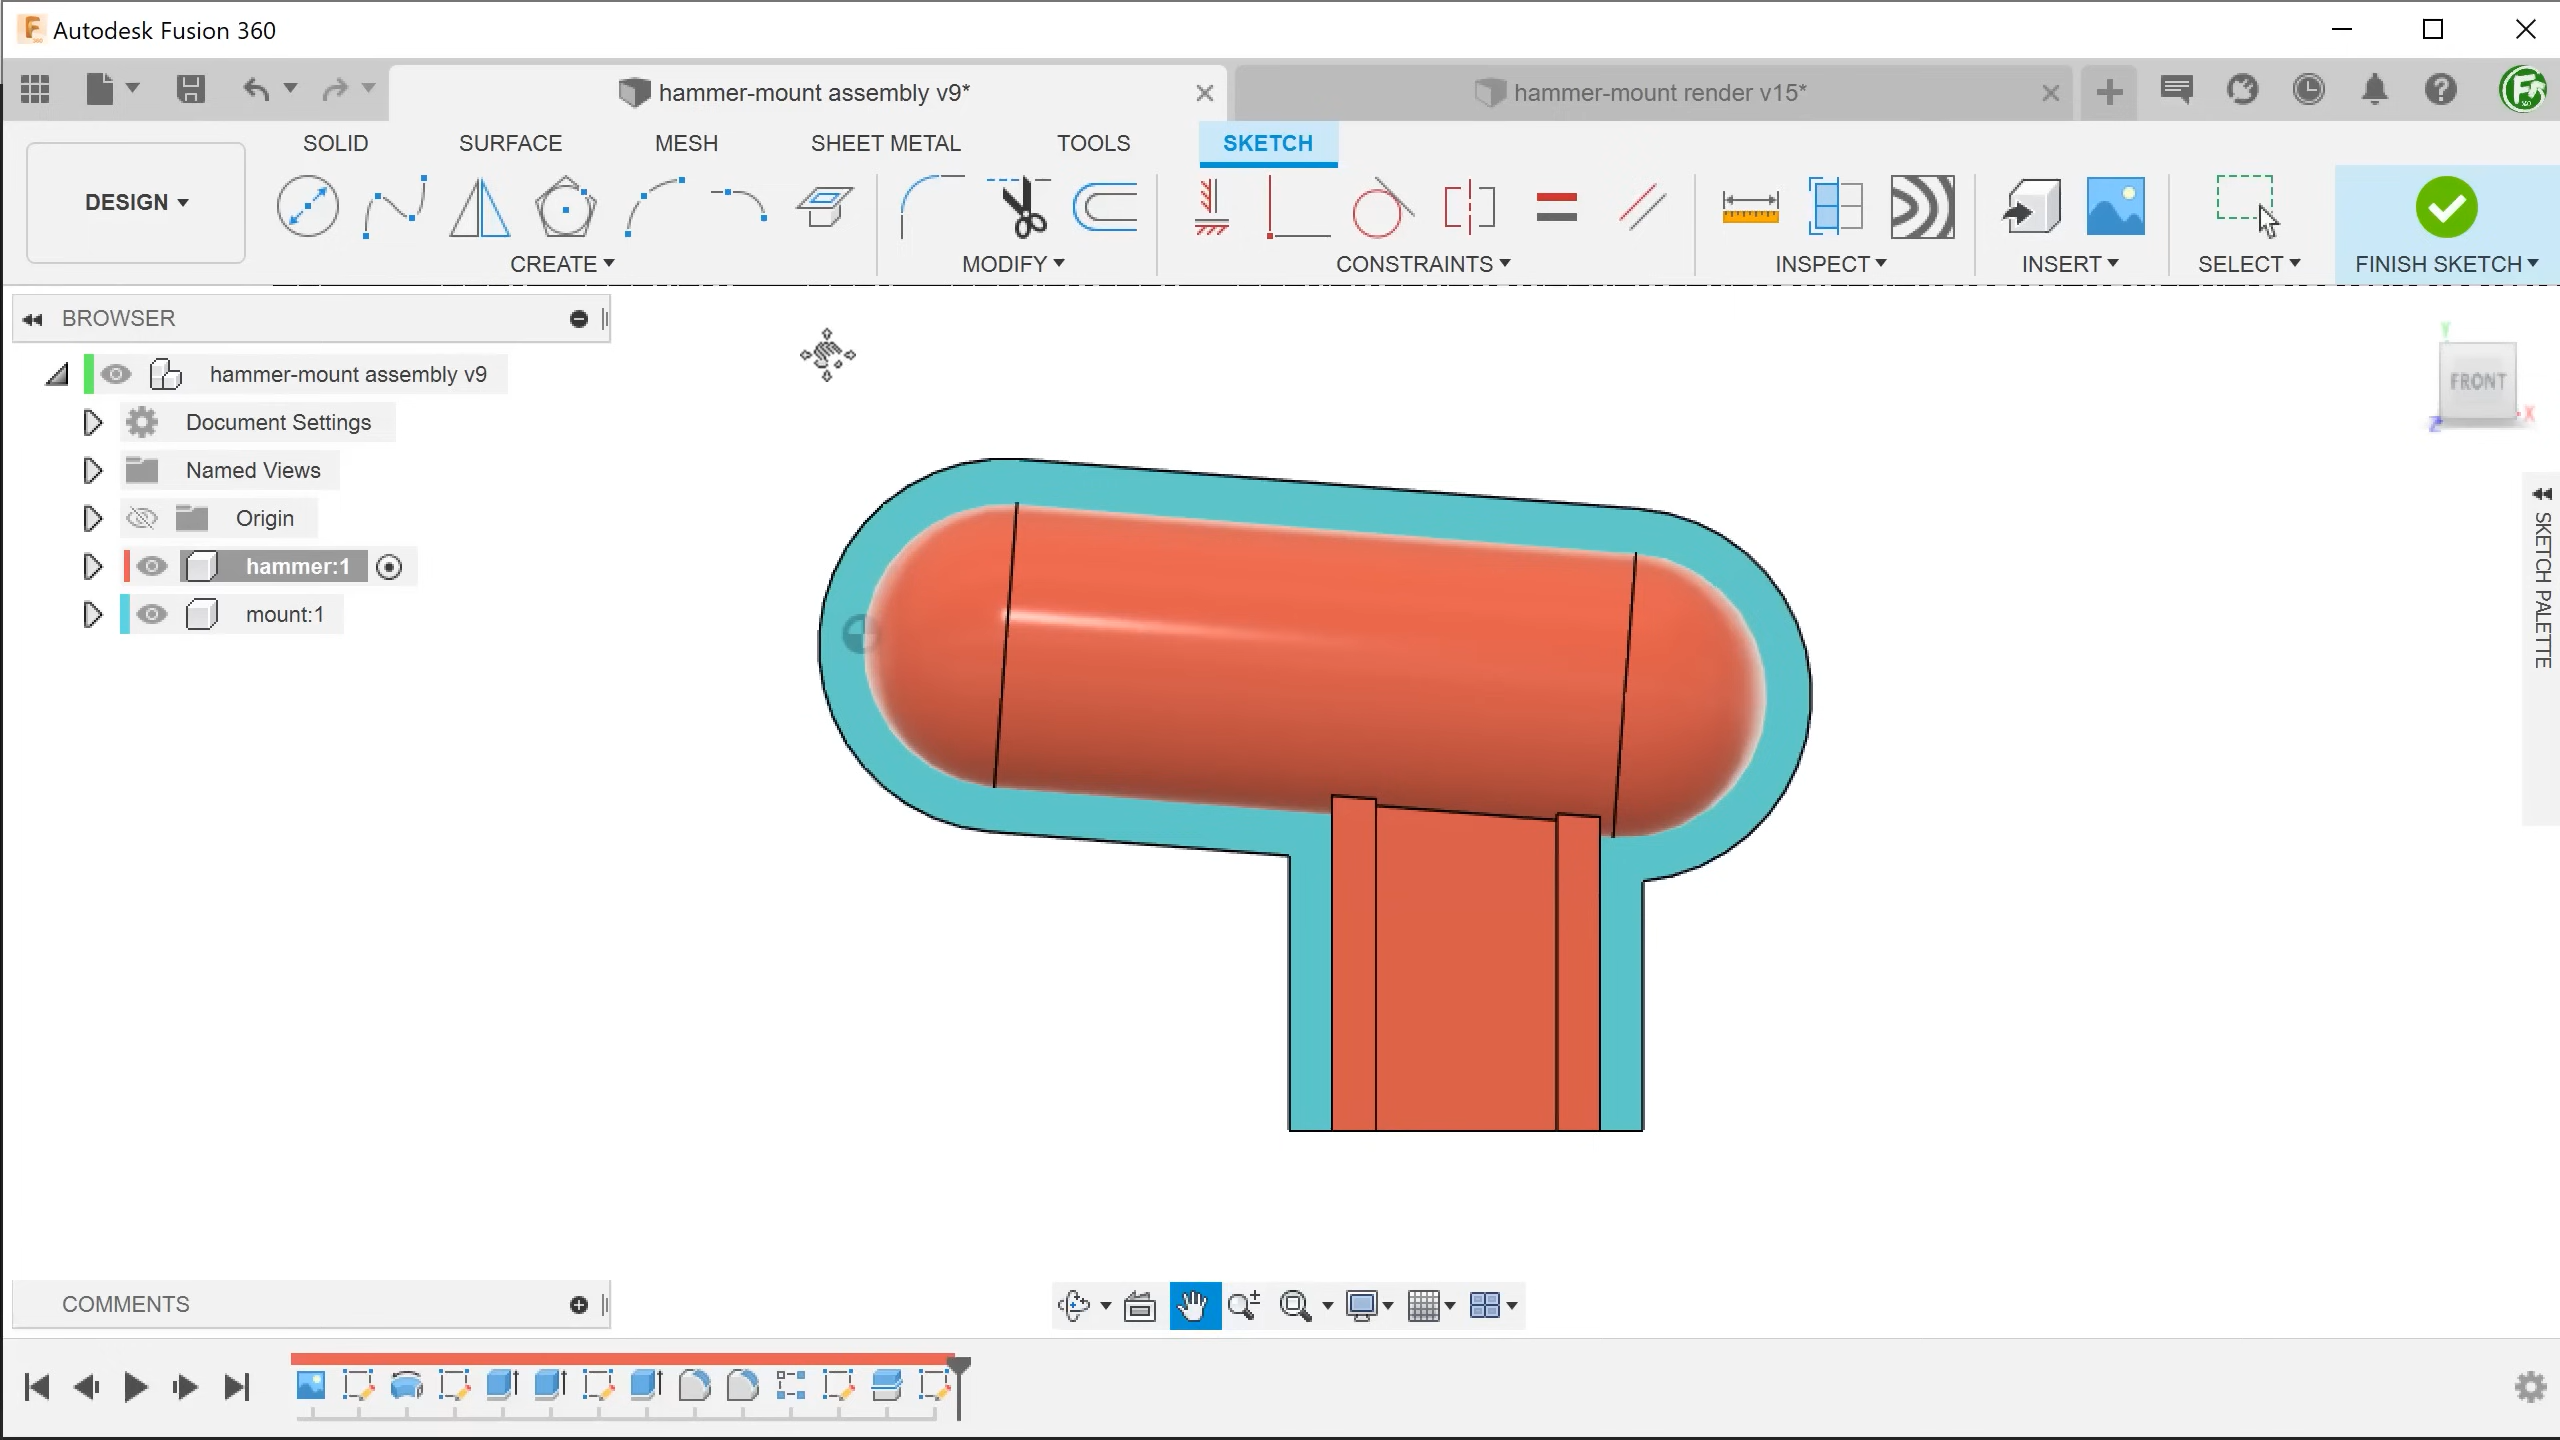 Autodesk Fusion 360
hammer-mount assembly v9*
hammer-mount render v15*
SOLID SURFACE MESH SHEET METAL TOOLS SKETCH
DESIGN
CREATE MODIFY CONSTRAINTS INSPECT INSERT SELECT FINISH SKETCH
BROWSER
hammer-mount assembly v9
Document Settings
Named Views
Origin
hammer:1
mount:1
Y
FRONT
X
Z
SKETCH PALETTE
COMMENTS